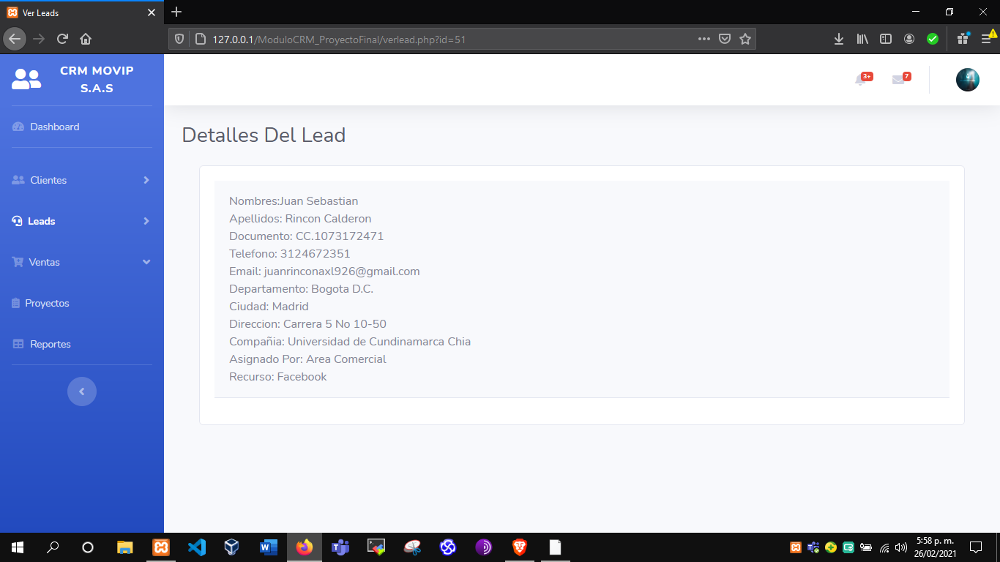 Ver Leads
127.0.0.1/ModuloCRM_ProyectoFinal/verlead.php?id=51
CRM MOVIP
S.A.S
3+
7
Dashboard
Clientes
Leads
Ventas
Proyectos
Reportes
Detalles Del Lead
Nombres:Juan Sebastian
Apellidos: Rincon Calderon
Documento: CC.1073172471
Telefono: 3124672351
Email: juanrinconaxl926@gmail.com
Departamento: Bogota D.C.
Ciudad: Madrid
Direccion: Carrera 5 No 10-50
Compañia: Universidad de Cundinamarca Chia
Asignado Por: Area Comercial
Recurso: Facebook
5:58 p. m.
26/02/2021